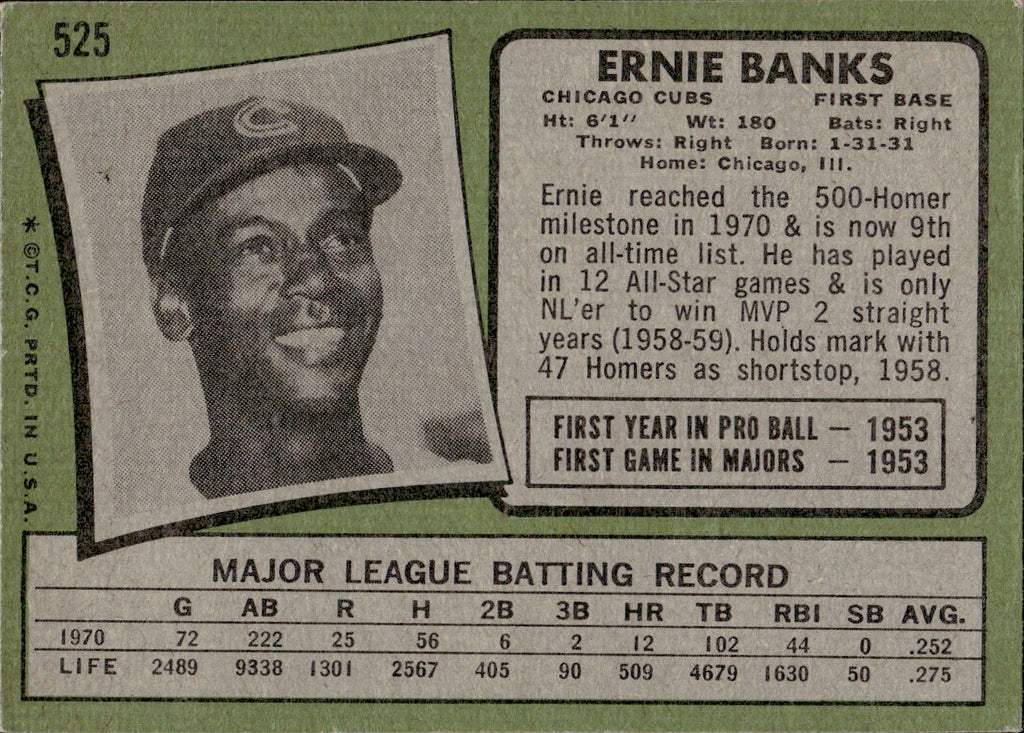 525
ERNIE BANKS
CHICAGO CUBS FIRST BASE
Ht: 6'1" Wt: 180 Bats: Right
Throws: Right Born: 1-31-31
Home: Chicago, Ill.
Ernie reached the 500-Homer
milestone in 1970 & is now 9th
on all-time list. He has played
in 12 All-Star games & is only
NL'er to win MVP 2 straight
years (1958-59). Holds mark with
47 Homers as shortstop, 1958.
FIRST YEAR IN PRO BALL — 1953
FIRST GAME IN MAJORS — 1953
* © T.C.G. PRTD. IN U.S.A.
MAJOR LEAGUE BATTING RECORD
G AB R H 2B 3B HR TB RBI SB AVG.
1970 72 222 25 56 6 2 12 102 44 0 .252
LIFE 2489 9338 1301 2567 405 90 509 4679 1630 50 .275